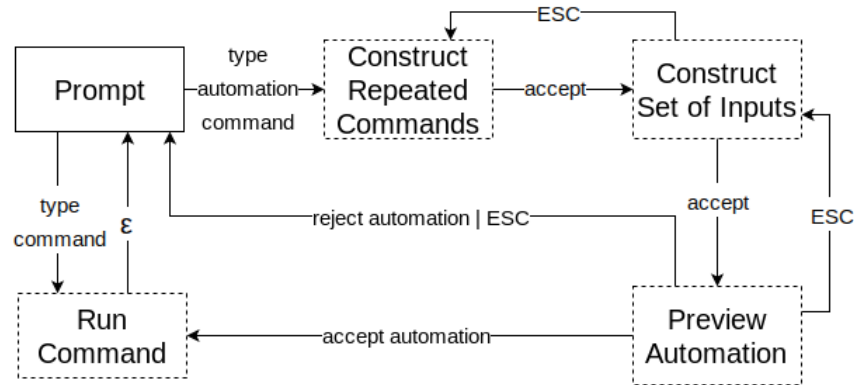 ESC
Prompt
type
automation
command
Construct
Repeated
Commands
accept
Construct
Set of Inputs
type
command
ε
reject automation | ESC
accept
ESC
Run
Command
accept automation
Preview
Automation